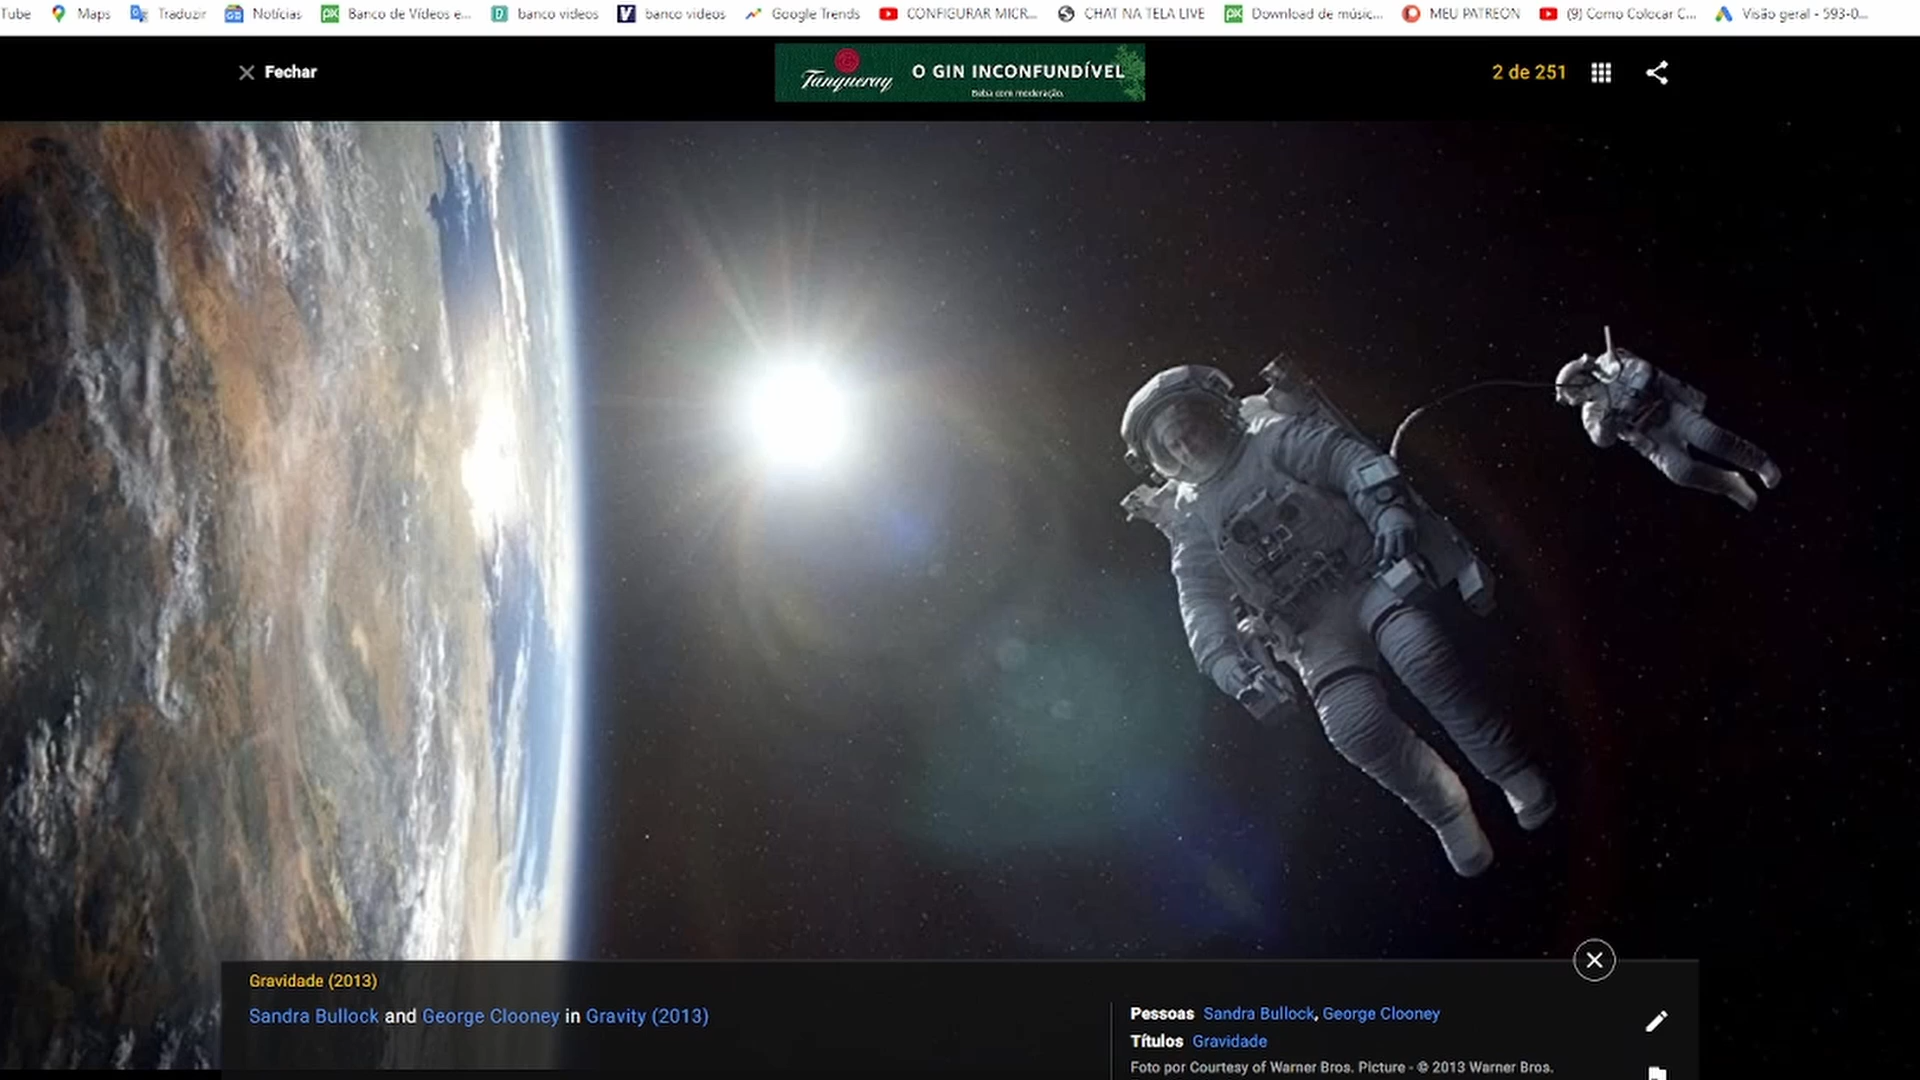 Tube Maps Traduzir Notícias Banco de Vídeos e... banco videos banco videos Google Trends CONFIGURAR MICR... CHAT NA TELA LIVE Download de músic... MEU PATREON (9) Como Colocar C... Visão geral - 593-0...
Fechar
Tanqueray
O GIN INCONFUNDÍVEL
Beba com moderação.
2 de 251
Gravidade (2013)
Sandra Bullock and George Clooney in Gravity (2013)
Pessoas Sandra Bullock, George Clooney
Títulos Gravidade
Foto por Courtesy of Warner Bros. Picture - © 2013 Warner Bros.